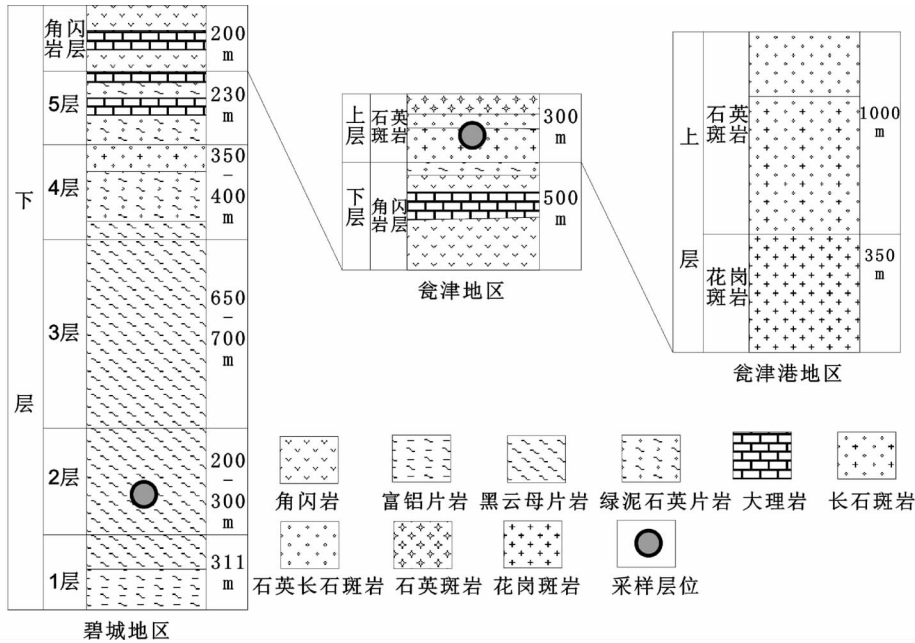 下
层
角闪
岩层
200
m
5层
230
m
4层
350
–
400
m
3层
650
–
700
m
2层
200
–
300
m
1层
311
m
碧城地区
上
层
石英
斑岩
300
m
下
层
角闪
岩层
500
m
瓮津地区
上
层
石英
斑岩
1000
m
花岗
斑岩
350
m
瓮津港地区
角闪岩
富铝片岩
黑云母片岩
绿泥石英片岩
大理岩
长石斑岩
石英长石斑岩
石英斑岩
花岗斑岩
采样层位